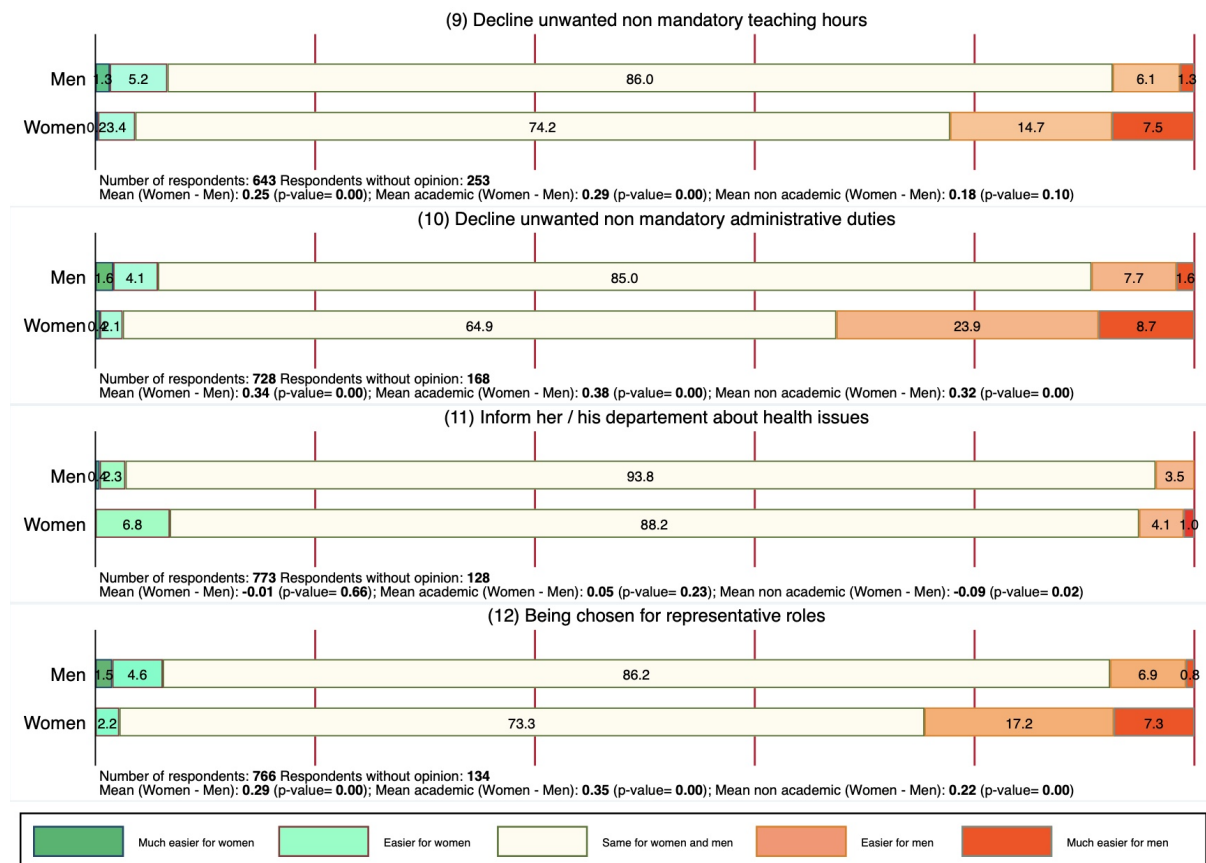 (9) Decline unwanted non mandatory teaching hours
Men 1.3 5.2 86.0 6.1 1.3
Women 0.2 3.4 74.2 14.7 7.5
Number of respondents: 643 Respondents without opinion: 253
Mean (Women - Men): 0.25 (p-value= 0.00); Mean academic (Women - Men): 0.29 (p-value= 0.00); Mean non academic (Women - Men): 0.18 (p-value= 0.10)
(10) Decline unwanted non mandatory administrative duties
Men 1.6 4.1 85.0 7.7 1.6
Women 0.4 2.1 64.9 23.9 8.7
Number of respondents: 728 Respondents without opinion: 168
Mean (Women - Men): 0.34 (p-value= 0.00); Mean academic (Women - Men): 0.38 (p-value= 0.00); Mean non academic (Women - Men): 0.32 (p-value= 0.00)
(11) Inform her / his departement about health issues
Men 0.4 2.3 93.8 3.5
Women 6.8 88.2 4.1 1.0
Number of respondents: 773 Respondents without opinion: 128
Mean (Women - Men): -0.01 (p-value= 0.66); Mean academic (Women - Men): 0.05 (p-value= 0.23); Mean non academic (Women - Men): -0.09 (p-value= 0.02)
(12) Being chosen for representative roles
Men 1.5 4.6 86.2 6.9 0.8
Women 2.2 73.3 17.2 7.3
Number of respondents: 766 Respondents without opinion: 134
Mean (Women - Men): 0.29 (p-value= 0.00); Mean academic (Women - Men): 0.35 (p-value= 0.00); Mean non academic (Women - Men): 0.22 (p-value= 0.00)
Much easier for women Easier for women Same for women and men Easier for men Much easier for men